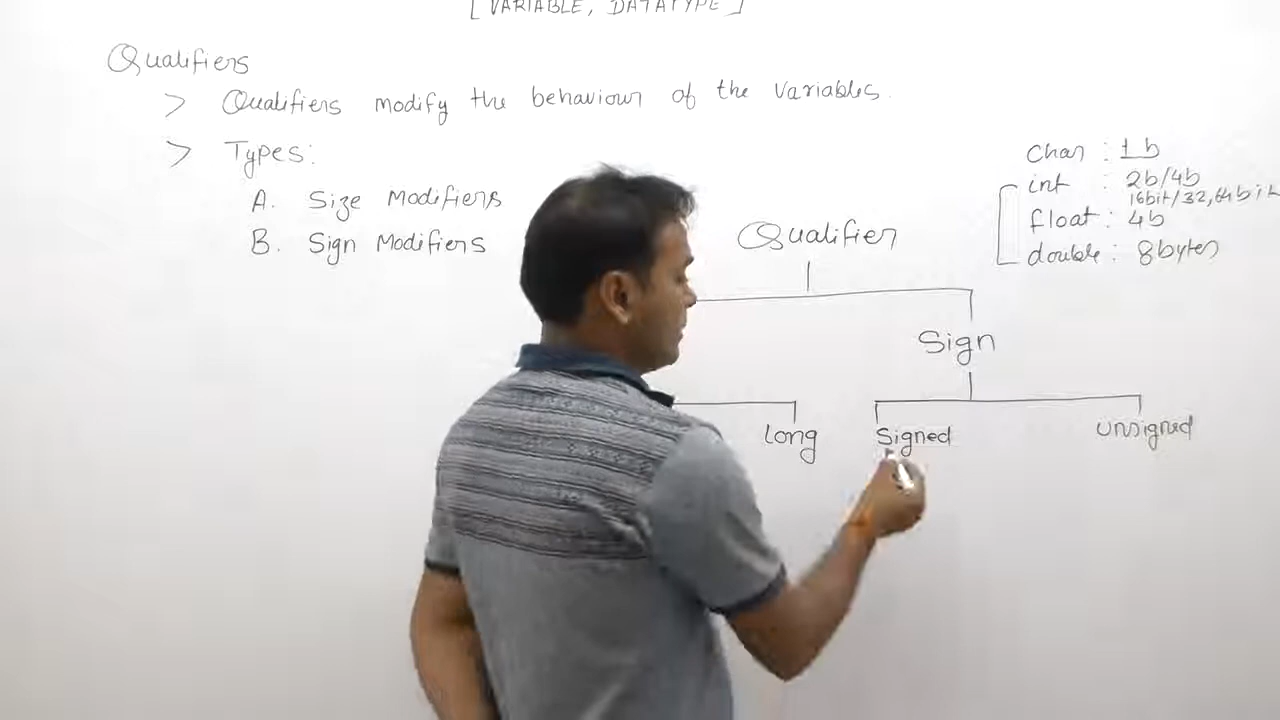 [ VARIABLE, DATATYPE ]
Qualifiers
> Qualifiers modify the behaviour of the variables.
> Types:
A. Size Modifiers
B. Sign Modifiers
char : 1b
int : 2b/4b
16bit/32,64bit
float : 4b
double : 8bytes
Qualifier
Sign
long
Signed
unsigned